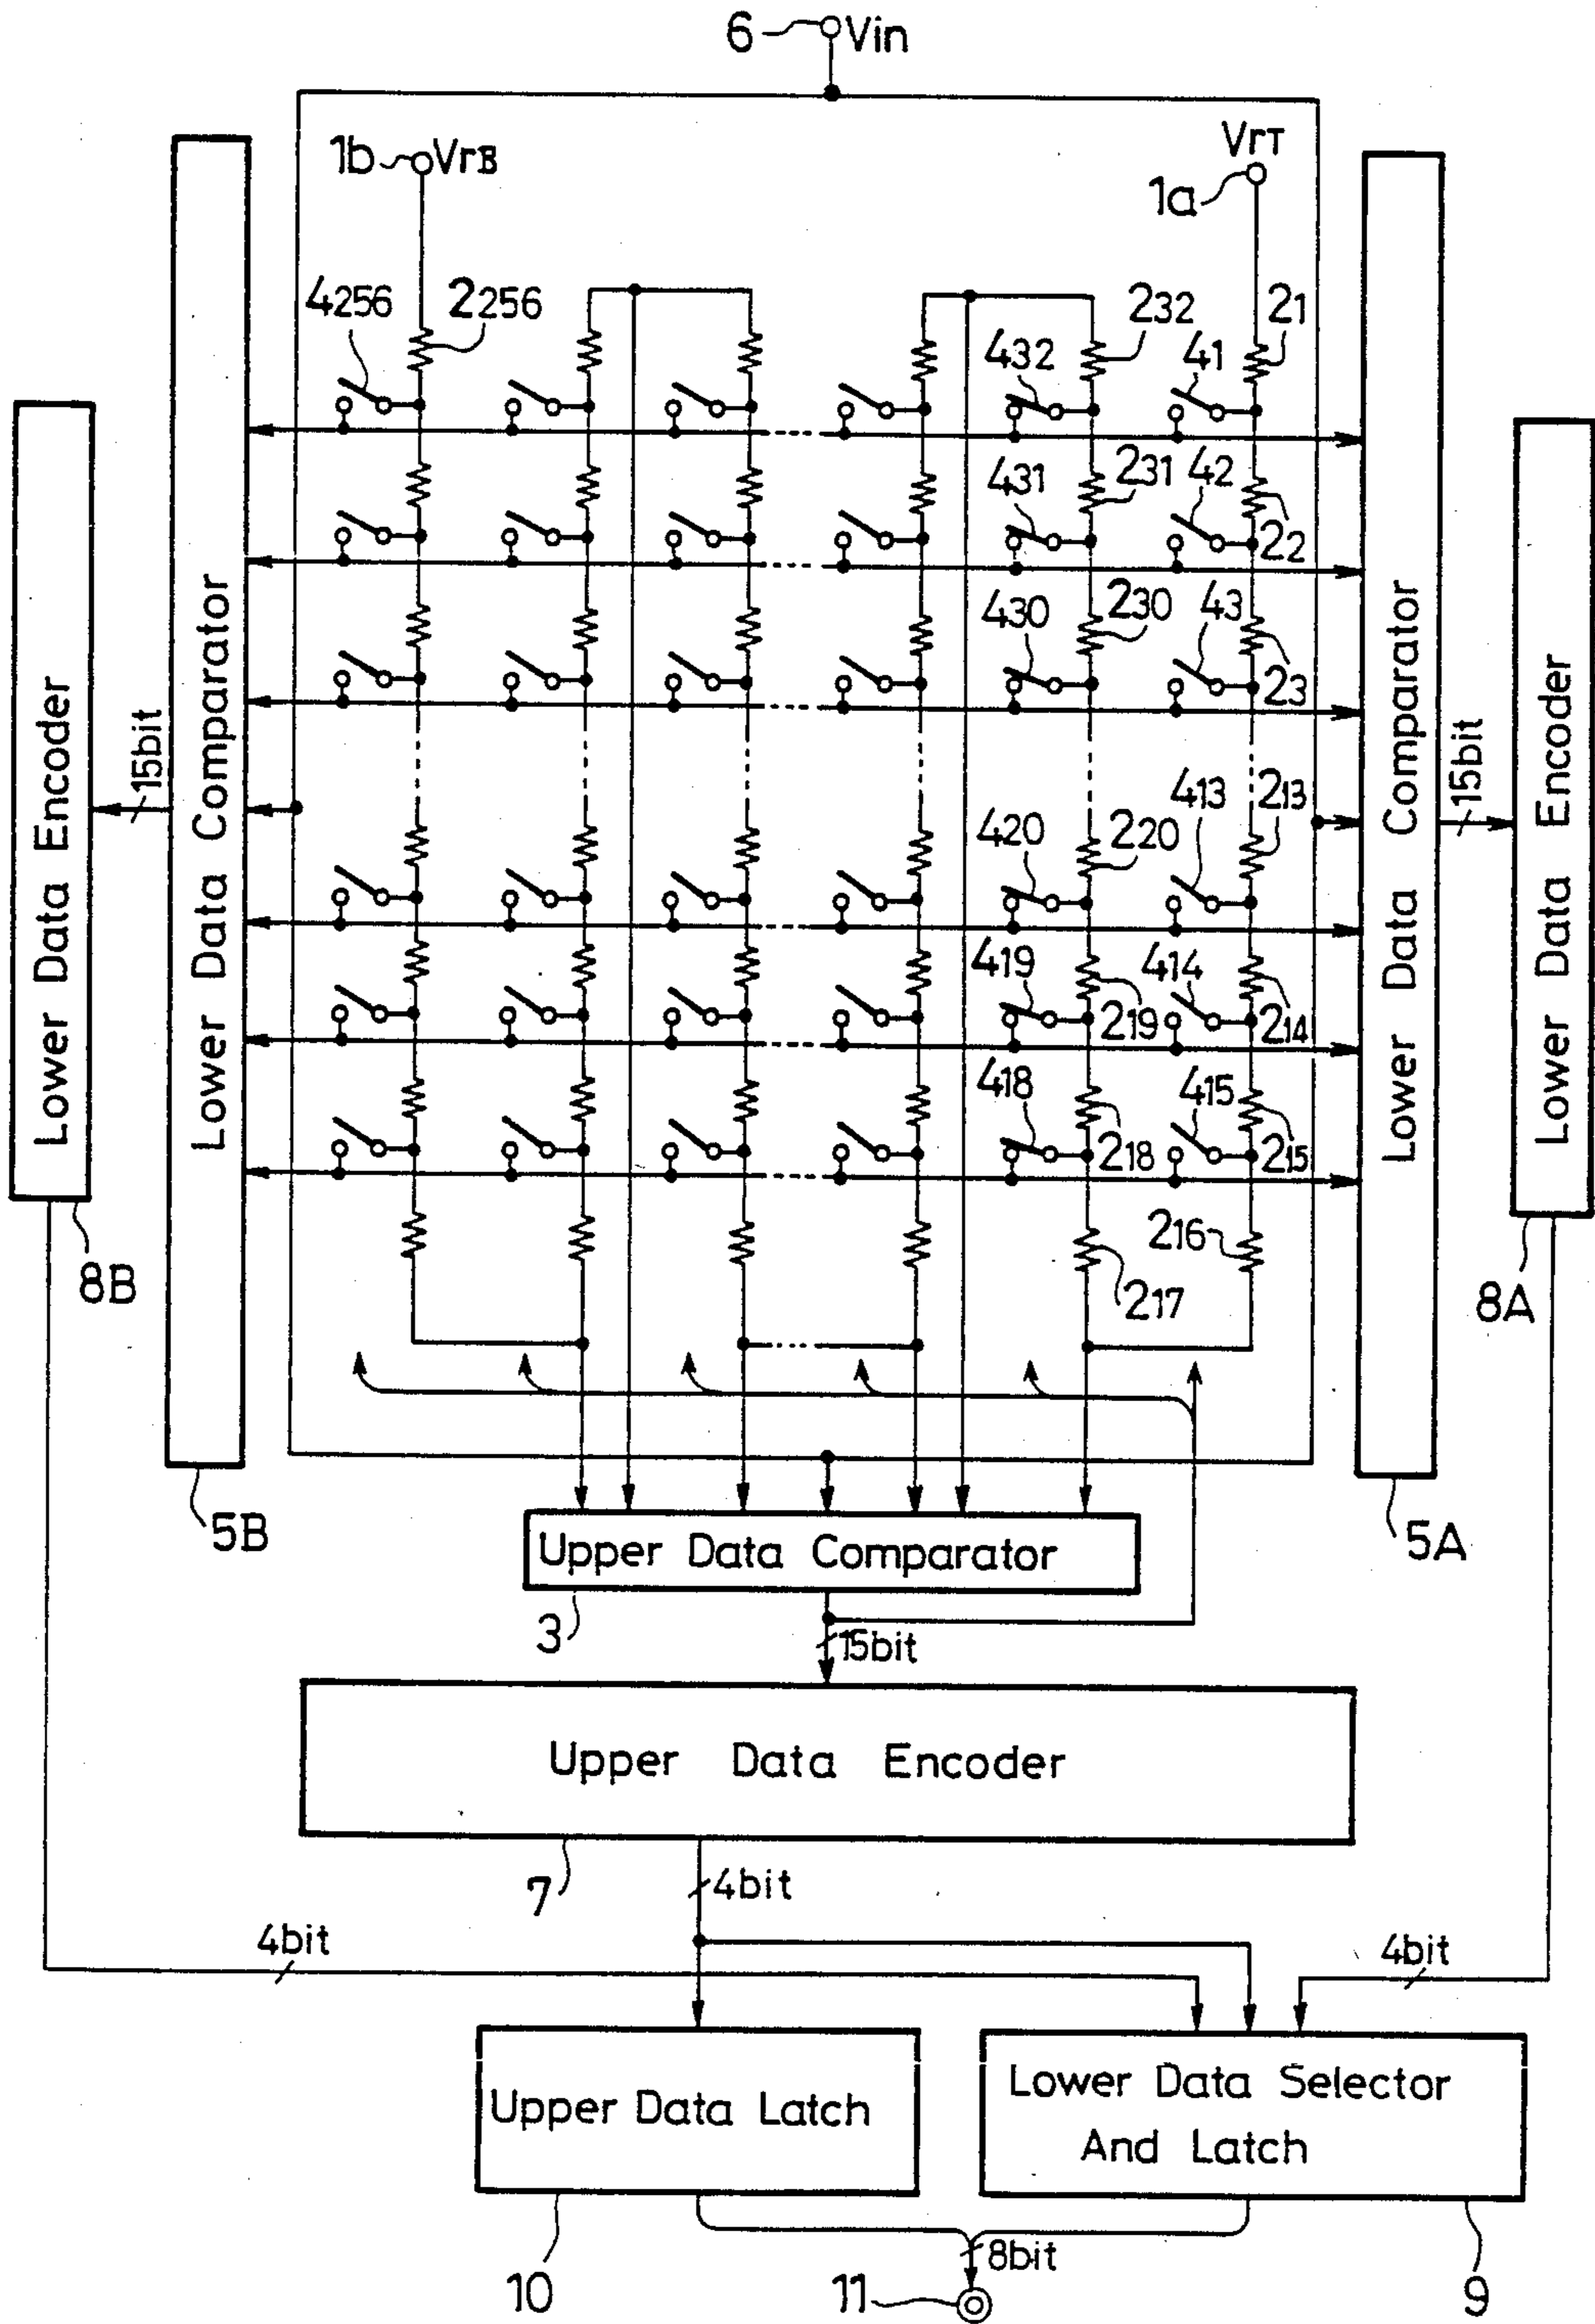 6 Vin
1b VrB
VrT
1a
4256 2256
232 21
432 41
431 231 42
22
430 230 43
23
413 213
420 220
419 414
219 214
418 415
218 215
216
217
Lower Data Encoder
15bit
Lower Data Comparator
Lower Data Comparator
15bit
Lower Data Encoder
8B
8A
5B
5A
Upper Data Comparator
3
15bit
Upper Data Encoder
7
4bit
4bit
4bit
Upper Data Latch
Lower Data Selector
And Latch
10
8bit
11
9